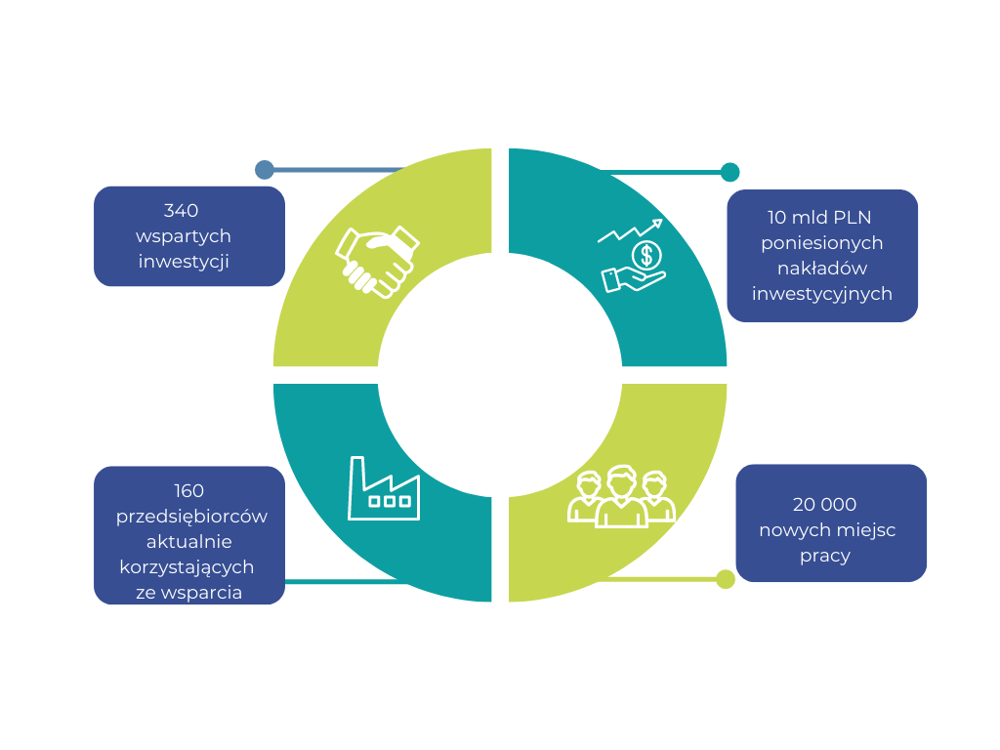 340
wspartych
inwestycji
10 mld PLN
poniesionych
nakładów
inwestycyjnych
160
przedsiębiorców
aktualnie
korzystających
ze wsparcia
20 000
nowych miejsc
pracy